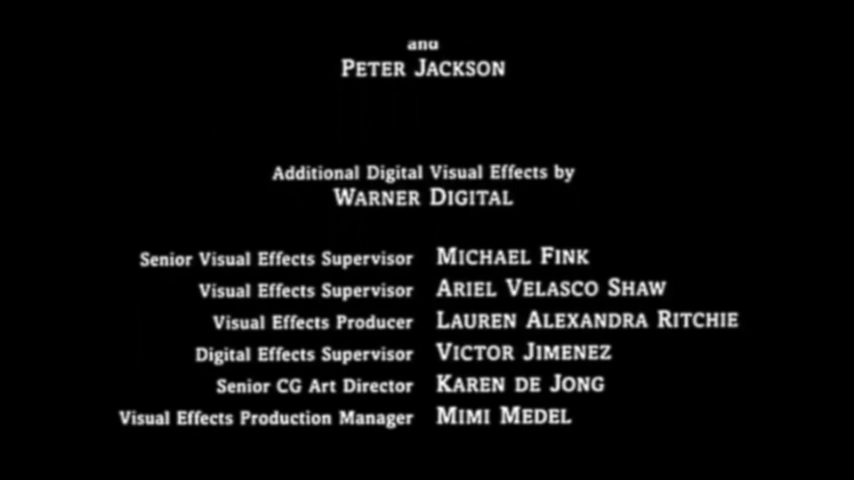 and
PETER JACKSON
Additional Digital Visual Effects by
WARNER DIGITAL
Senior Visual Effects Supervisor MICHAEL FINK
Visual Effects Supervisor ARIEL VELASCO SHAW
Visual Effects Producer LAUREN ALEXANDRA RITCHIE
Digital Effects Supervisor VICTOR JIMENEZ
Senior CG Art Director KAREN DE JONG
Visual Effects Production Manager MIMI MEDEL